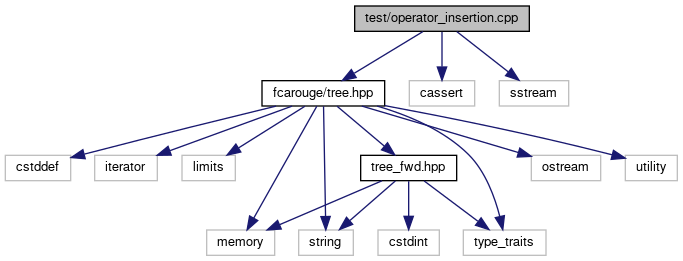 test/operator_insertion.cpp
fcarouge/tree.hpp
cassert
sstream
cstddef
iterator
limits
tree_fwd.hpp
ostream
utility
memory
string
cstdint
type_traits